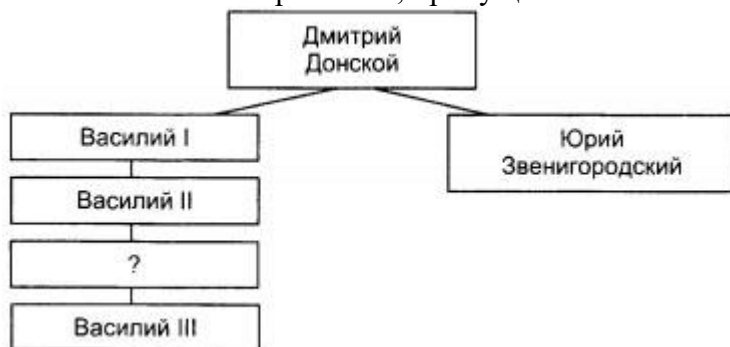 Дмитрий
Донской
Василий I
Юрий
Звенигородский
Василий II
?
Василий III